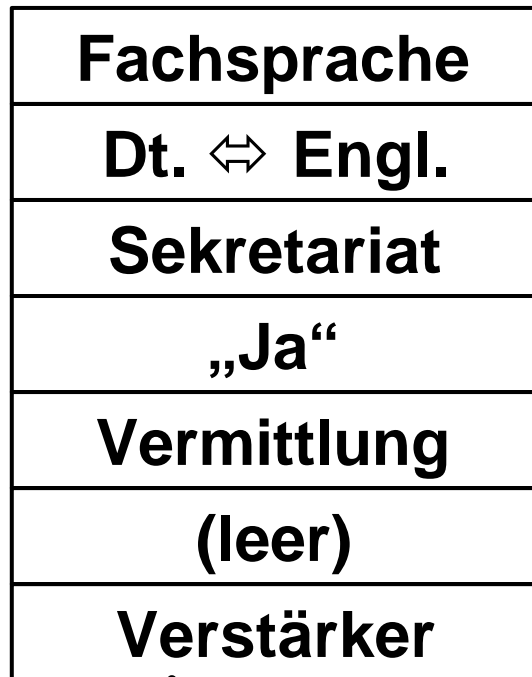 Fachsprache
Dt. ⬄ Engl.
Sekretariat
„Ja“
Vermittlung
(leer)
Verstärker